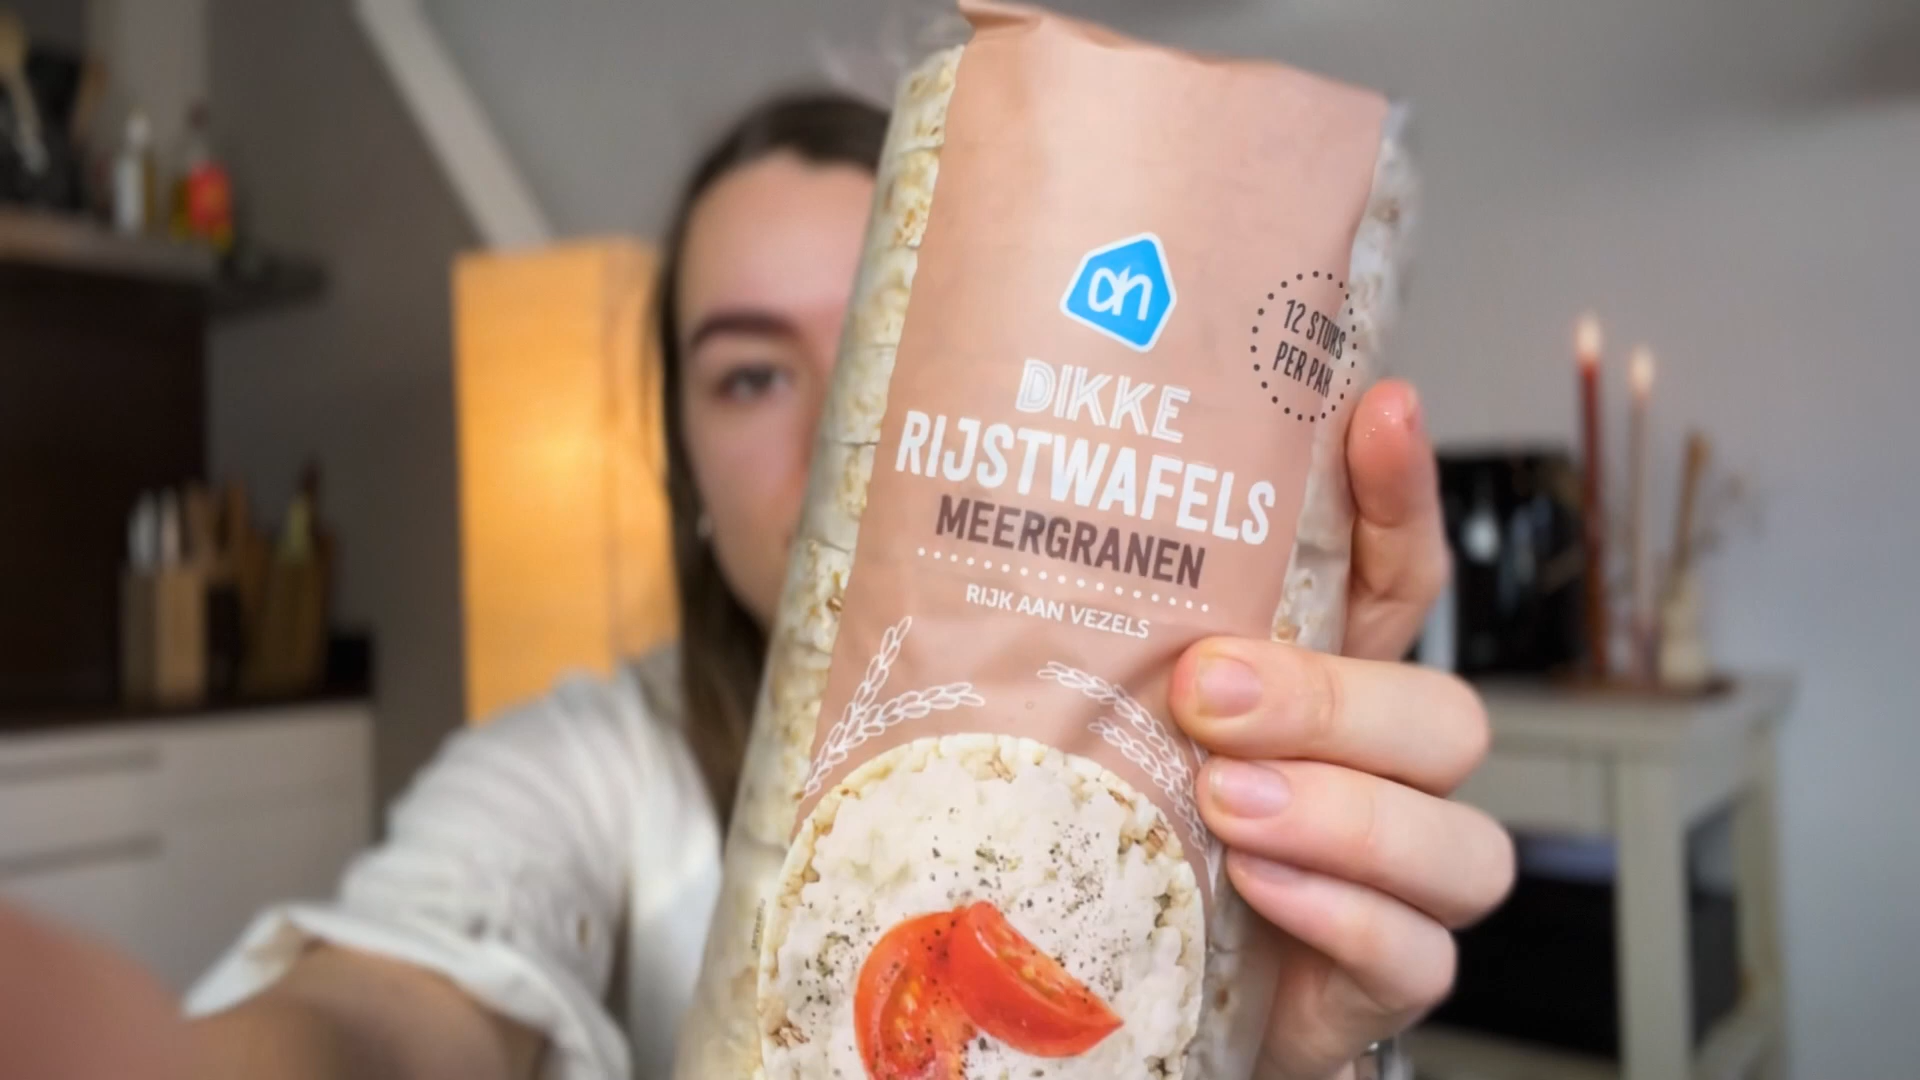 ah
12 STUKS
PER PAK
DIKKE
RIJSTWAFELS
MEERGRANEN
RIJK AAN VEZELS